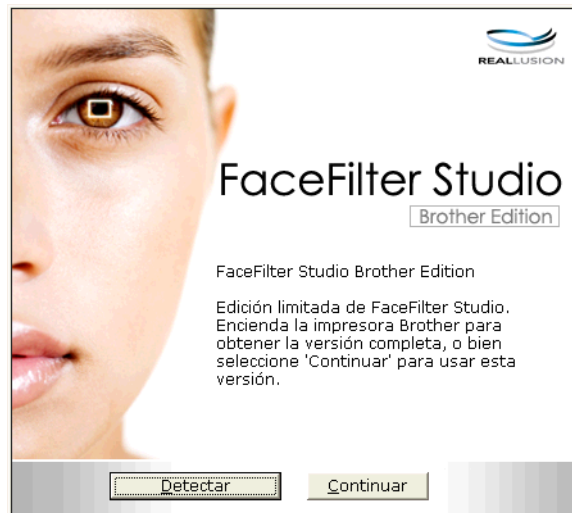 REALLUSION
FaceFilter Studio
Brother Edition
FaceFilter Studio Brother Edition
Edición limitada de FaceFilter Studio.
Encienda la impresora Brother para
obtener la versión completa, o bien
seleccione 'Continuar' para usar esta
versión.
Detectar
Continuar